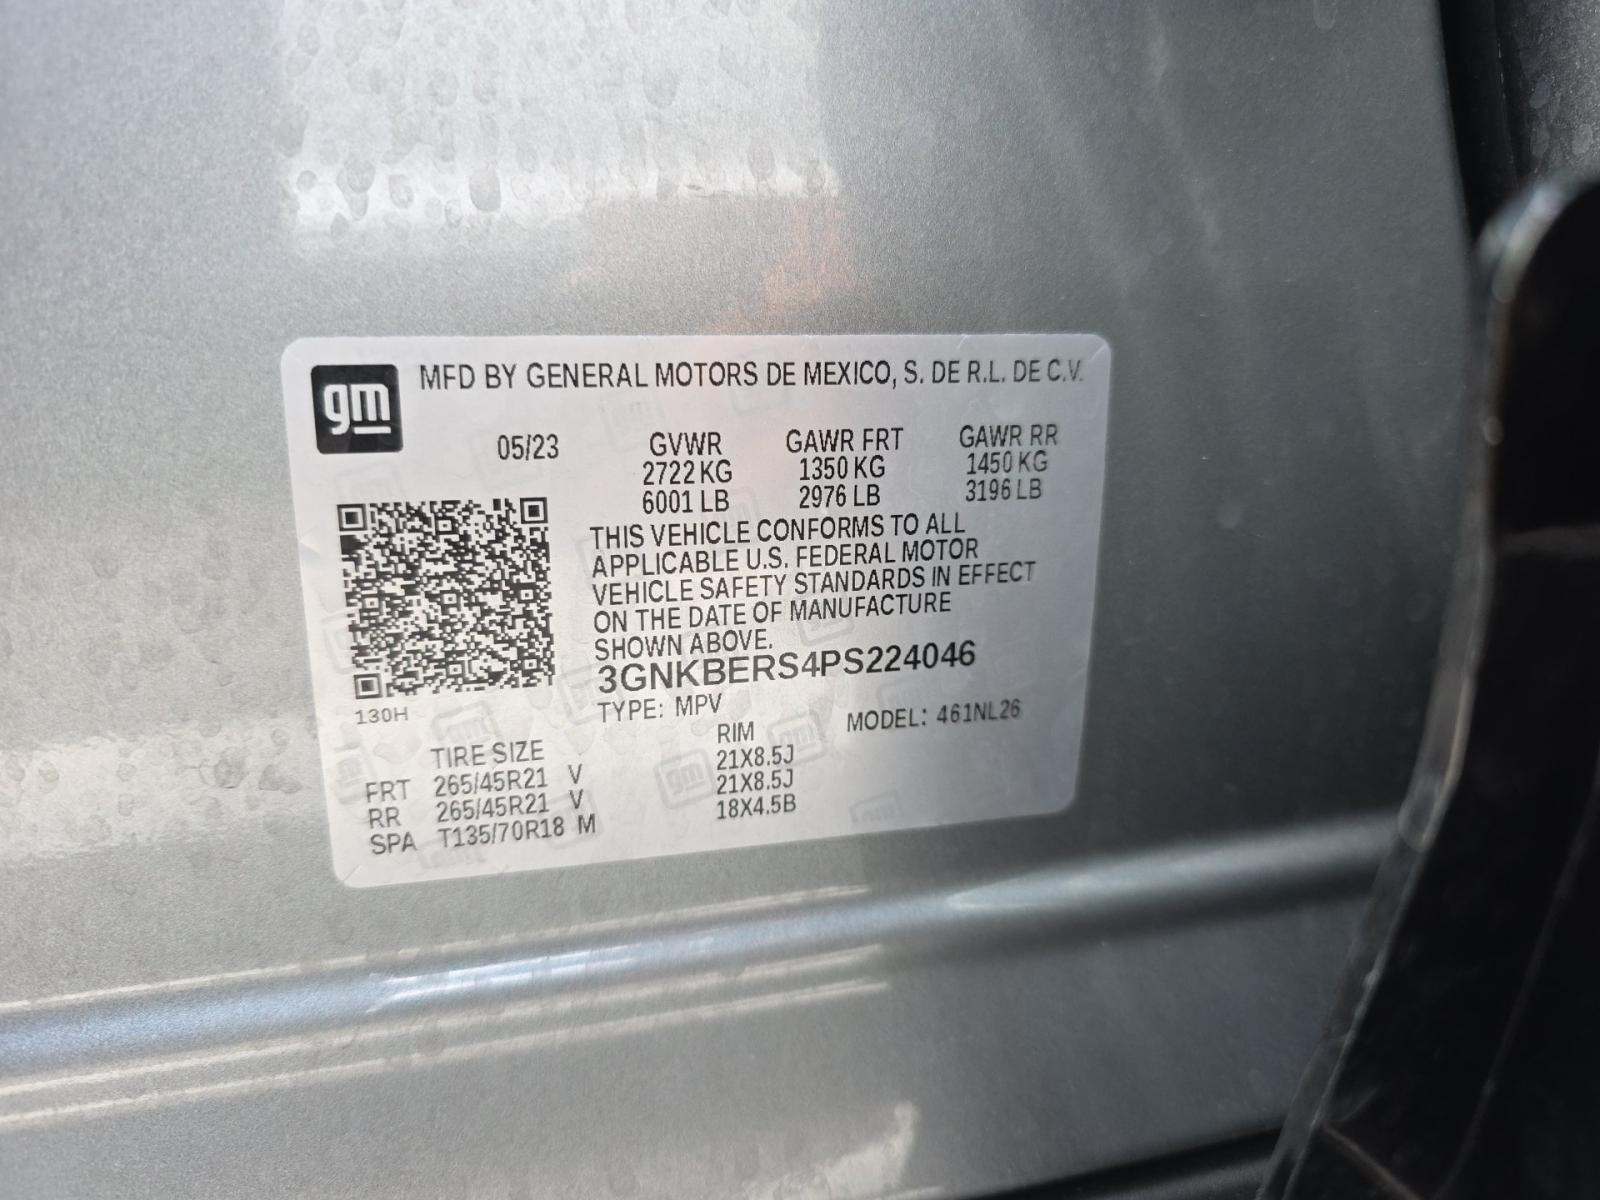 gm
MFD BY GENERAL MOTORS DE MEXICO, S. DE R.L. DE C.V.
05/23 GVWR GAWR FRT GAWR RR
2722 KG 1350 KG 1450 KG
6001 LB 2976 LB 3196 LB
THIS VEHICLE CONFORMS TO ALL
APPLICABLE U.S. FEDERAL MOTOR
VEHICLE SAFETY STANDARDS IN EFFECT
ON THE DATE OF MANUFACTURE
SHOWN ABOVE.
3GNKBERS4PS224046
130H
TYPE: MPV MODEL: 461NL26
TIRE SIZE RIM
FRT 265/45R21 V 21X8.5J
RR 265/45R21 V 21X8.5J
SPA T135/70R18 M 18X4.5B